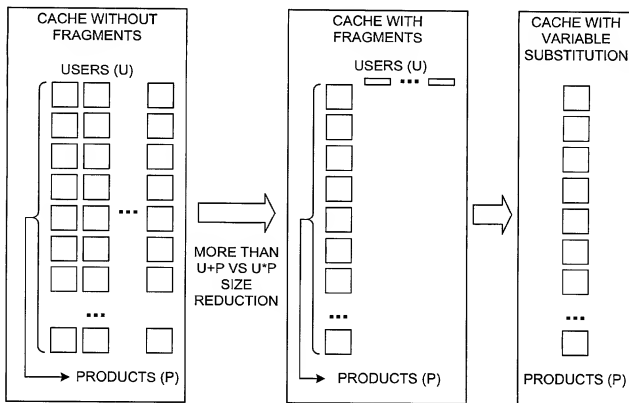 CACHE WITHOUT
FRAGMENTS
USERS (U)
...
...
PRODUCTS (P)
MORE THAN
U+P VS U*P
SIZE
REDUCTION
CACHE WITH
FRAGMENTS
USERS (U)
...
...
PRODUCTS (P)
CACHE WITH
VARIABLE
SUBSTITUTION
...
PRODUCTS (P)